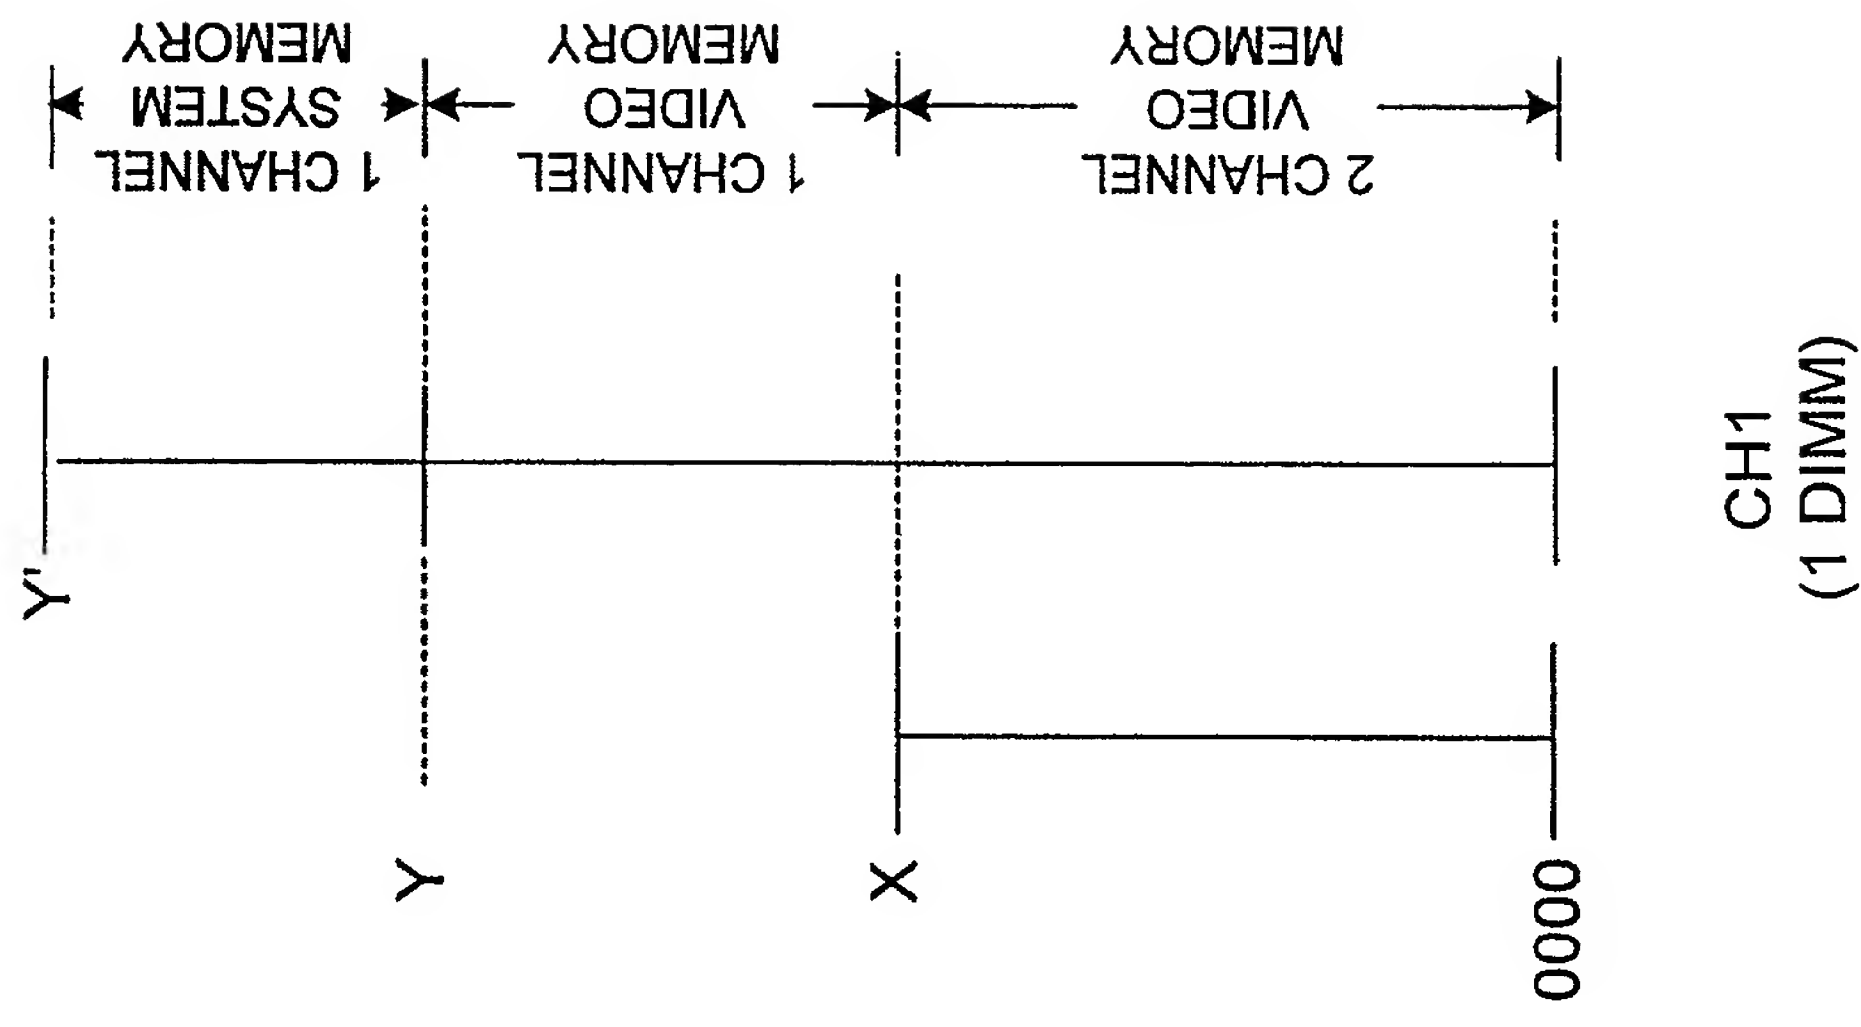 1 CHANNEL
SYSTEM
MEMORY
1 CHANNEL
VIDEO
MEMORY
2 CHANNEL
VIDEO
MEMORY
Y'
Y
X
0000
CH1
(1 DIMM)